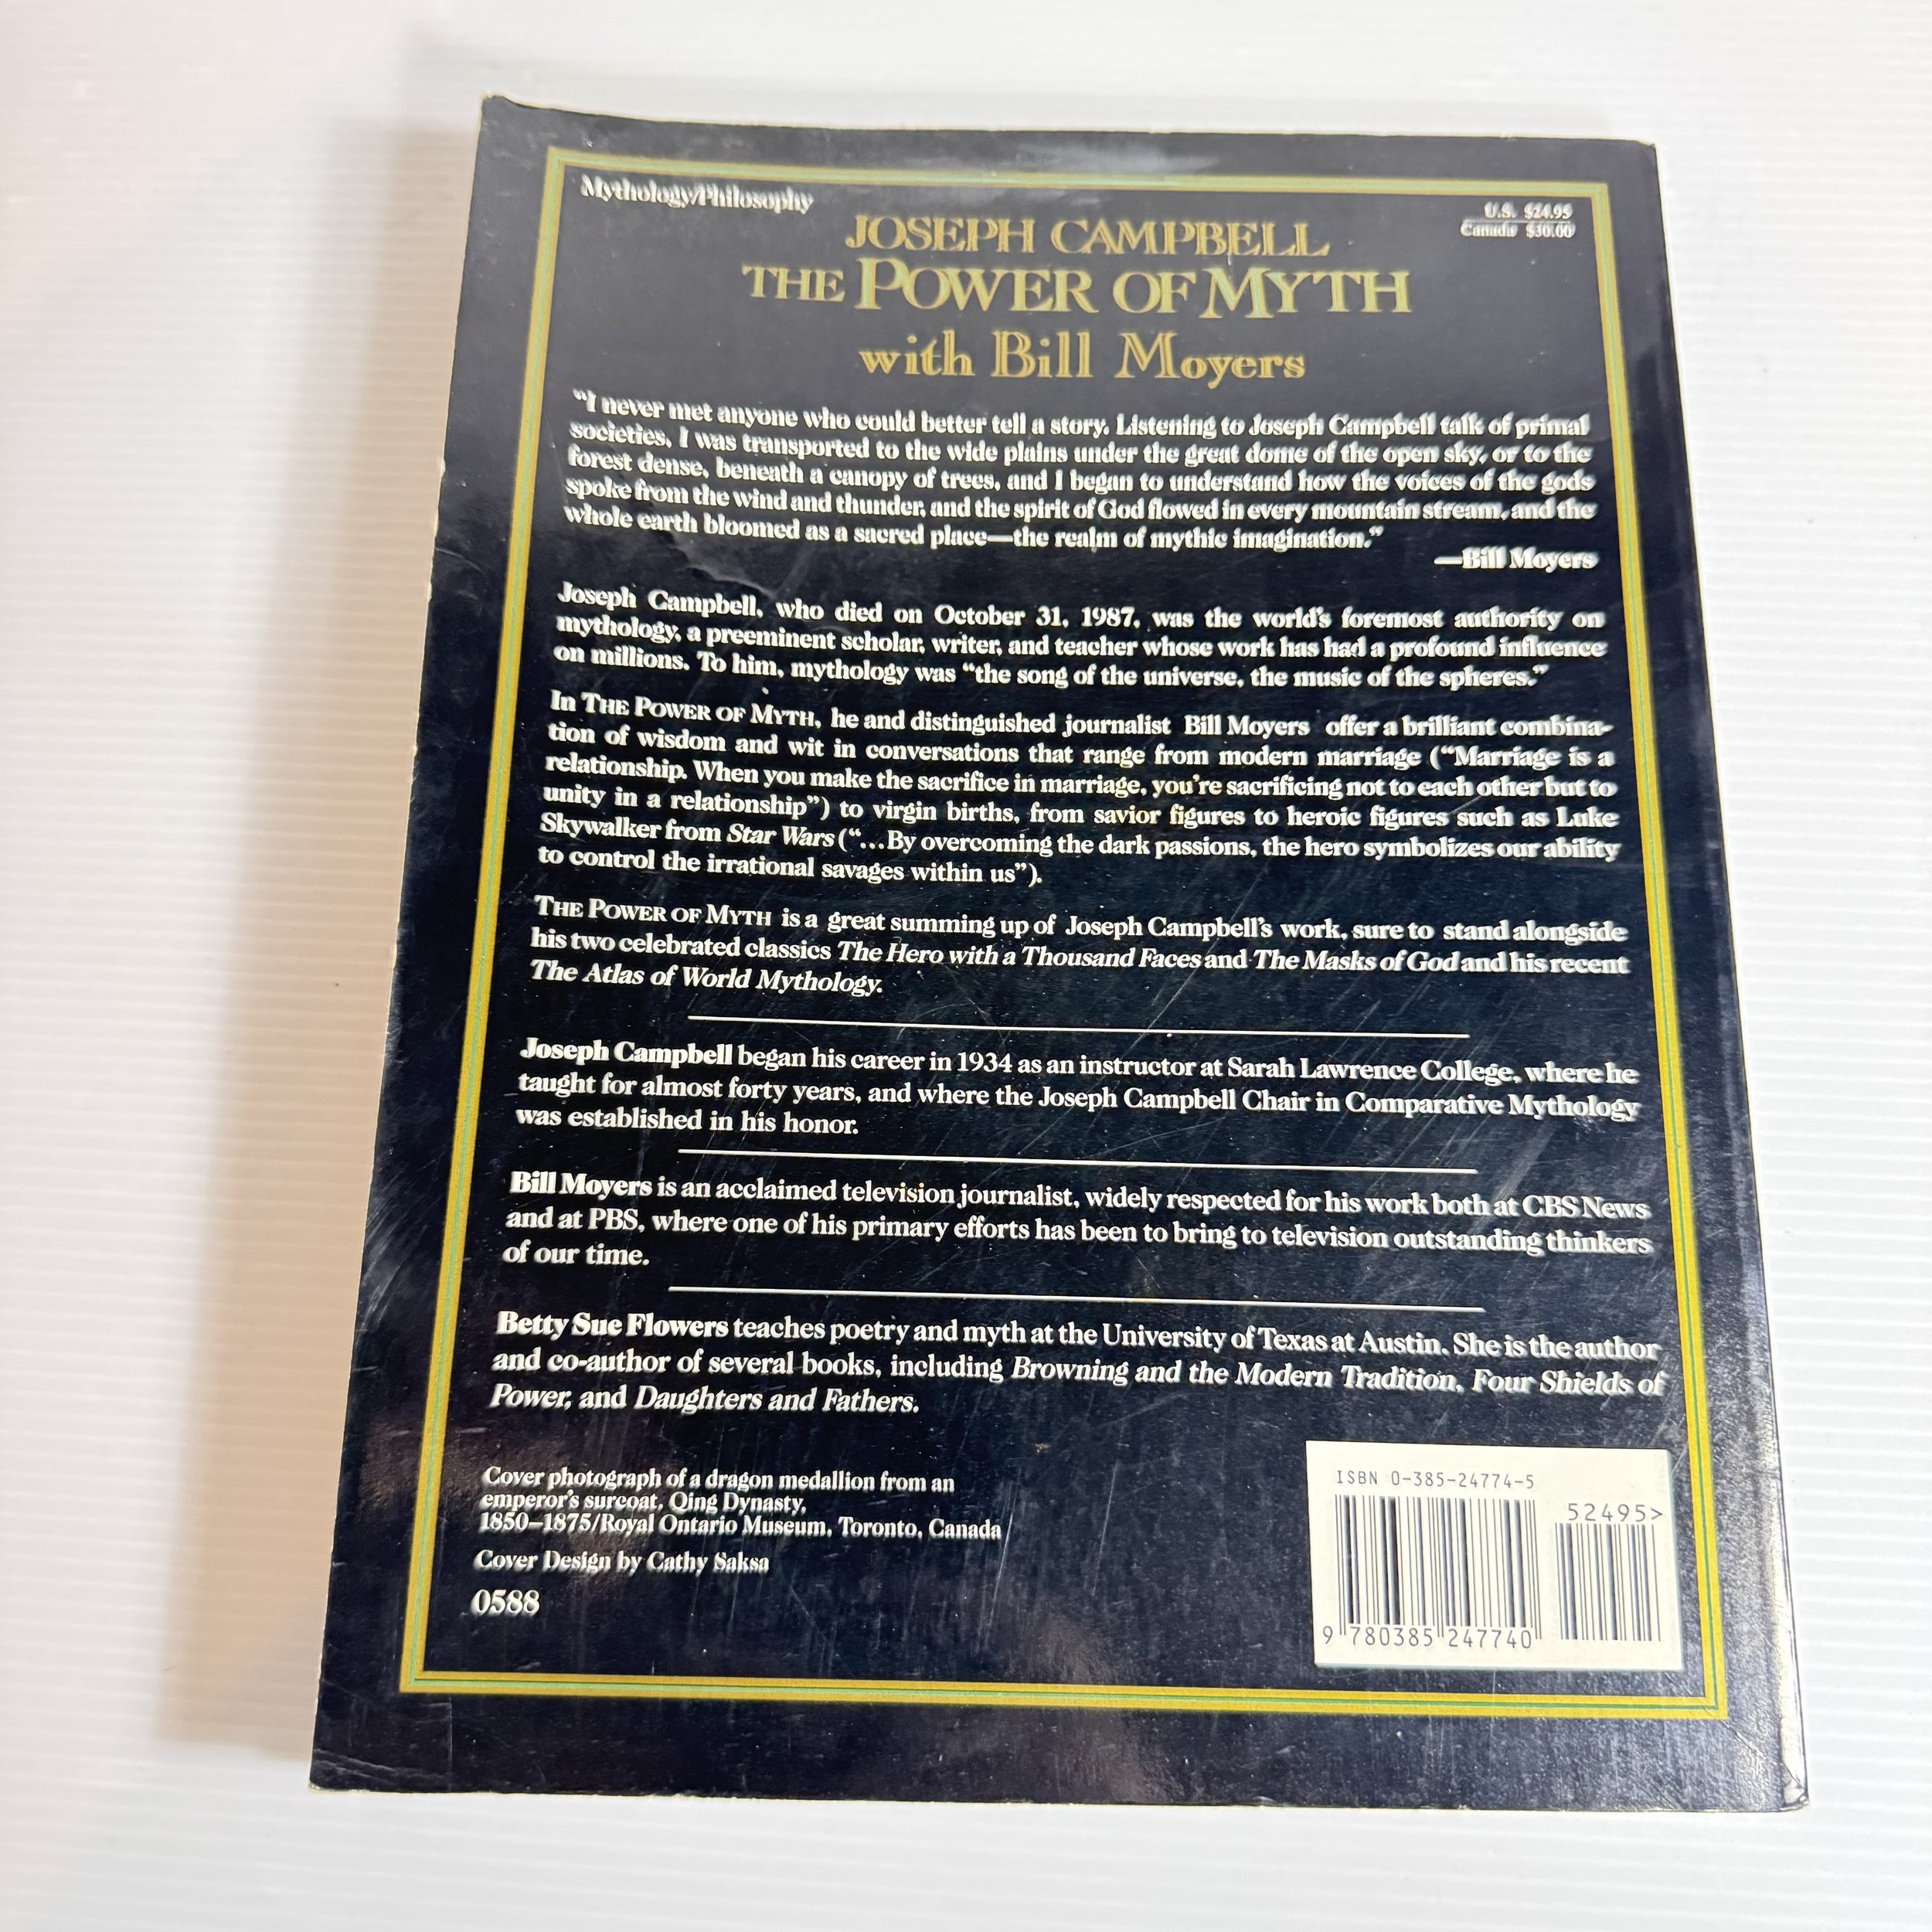 Mythology/Philosophy
U.S. $24.95
Canada $30.00
JOSEPH CAMPBELL
THE POWER OF MYTH
with Bill Moyers
“I never met anyone who could better tell a story. Listening to Joseph Campbell talk of primal
societies, I was transported to the wide plains under the great dome of the open sky, or to the
forest dense, beneath a canopy of trees, and I began to understand how the voices of the gods
spoke from the wind and thunder, and the spirit of God flowed in every mountain stream, and the
whole earth bloomed as a sacred place—the realm of mythic imagination.”
—Bill Moyers
Joseph Campbell, who died on October 31, 1987, was the world's foremost authority on
mythology, a preeminent scholar, writer, and teacher whose work has had a profound influence
on millions. To him, mythology was “the song of the universe, the music of the spheres.”
In THE POWER OF MYTH, he and distinguished journalist Bill Moyers offer a brilliant combina-
tion of wisdom and wit in conversations that range from modern marriage (“Marriage is a
relationship. When you make the sacrifice in marriage, you're sacrificing not to each other but to
unity in a relationship”) to virgin births, from savior figures to heroic figures such as Luke
Skywalker from Star Wars (“...By overcoming the dark passions, the hero symbolizes our ability
to control the irrational savages within us”).
THE POWER OF MYTH is a great summing up of Joseph Campbell's work, sure to stand alongside
his two celebrated classics The Hero with a Thousand Faces and The Masks of God and his recent
The Atlas of World Mythology.
Joseph Campbell began his career in 1934 as an instructor at Sarah Lawrence College, where he
taught for almost forty years, and where the Joseph Campbell Chair in Comparative Mythology
was established in his honor.
Bill Moyers is an acclaimed television journalist, widely respected for his work both at CBS News
and at PBS, where one of his primary efforts has been to bring to television outstanding thinkers
of our time.
Betty Sue Flowers teaches poetry and myth at the University of Texas at Austin. She is the author
and co-author of several books, including Browning and the Modern Tradition, Four Shields of
Power, and Daughters and Fathers.
Cover photograph of a dragon medallion from an
emperor's surcoat, Qing Dynasty,
1850–1875/Royal Ontario Museum, Toronto, Canada
Cover Design by Cathy Saksa
0588
ISBN 0-385-24774-5
52495>
9 780385 247740